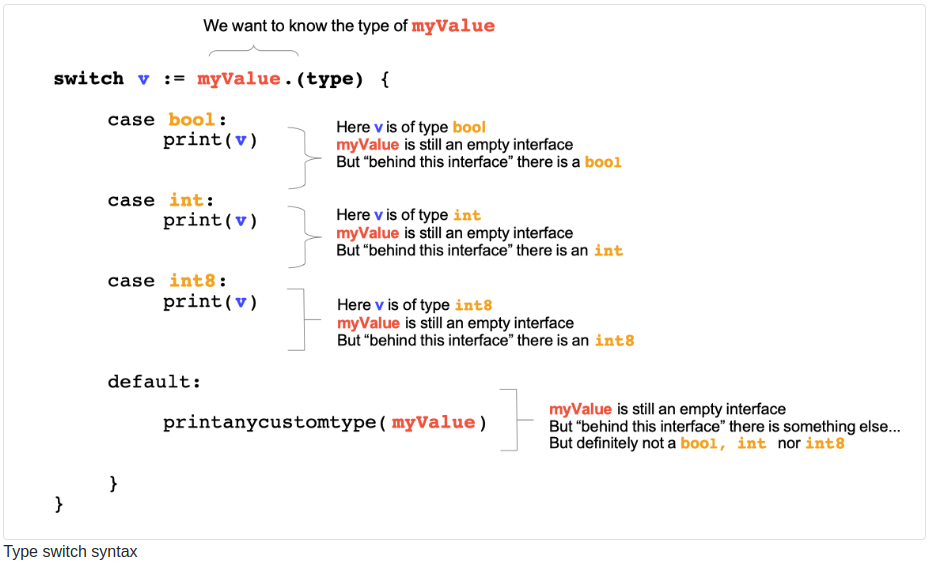 We want to know the type of myValue
switch v := myValue.(type) {
case bool:
print(v)
Here v is of type bool
myValue is still an empty interface
But “behind this interface” there is a bool
case int:
print(v)
Here v is of type int
myValue is still an empty interface
But “behind this interface” there is an int
case int8:
print(v)
Here v is of type int8
myValue is still an empty interface
But “behind this interface” there is an int8
default:
printanycustomtype(myValue)
myValue is still an empty interface
But “behind this interface” there is something else...
But definitely not a bool, int nor int8
}
}
Type switch syntax